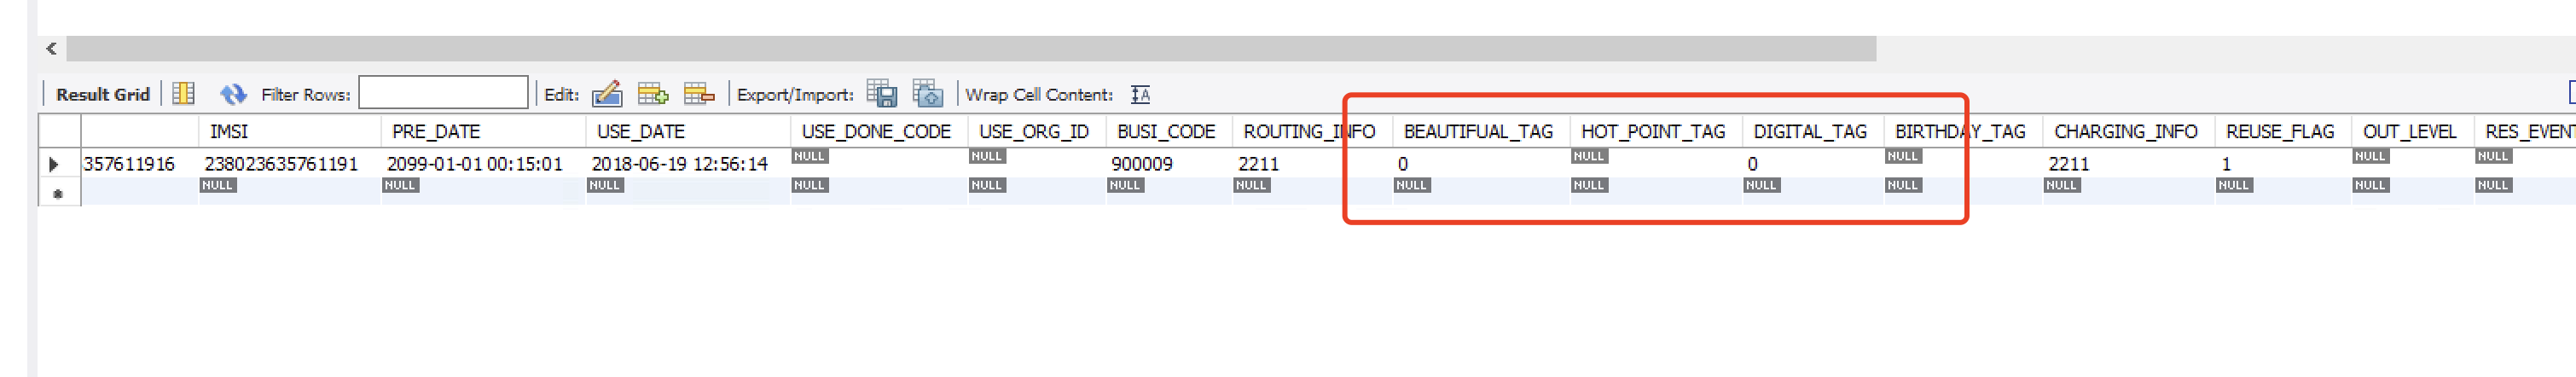 Result Grid Filter Rows: Edit: Export/Import: Wrap Cell Content: IA
IMSI PRE_DATE USE_DATE USE_DONE_CODE USE_ORG_ID BUSI_CODE ROUTING_INFO BEAUTIFUAL_TAG HOT_POINT_TAG DIGITAL_TAG BIRTHDAY_TAG CHARGING_INFO REUSE_FLAG OUT_LEVEL RES_EVENT
357611916 238023635761191 2099-01-01 00:15:01 2018-06-19 12:56:14 NULL NULL 900009 2211 0 NULL 0 NULL 2211 1 NULL NULL
NULL NULL NULL NULL NULL NULL NULL NULL NULL NULL NULL NULL NULL NULL NULL